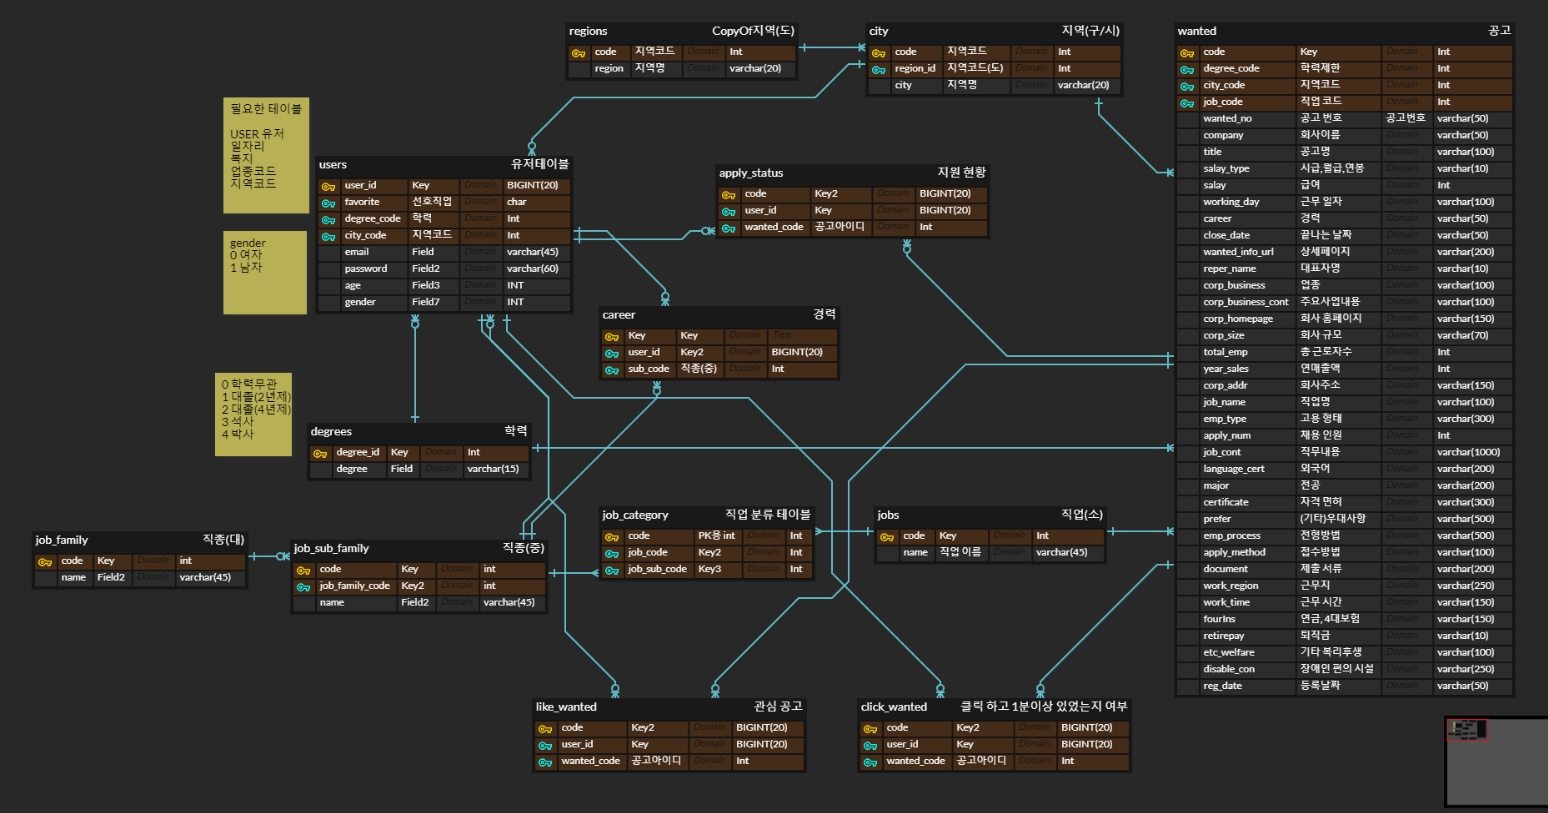 regions CopyOf지역(도)
code 지역코드 Domain Int
region 지역명 Domain varchar(20)
city 지역(구/시)
code 지역코드 Domain Int
region_id 지역코드(도) Domain Int
city 지역명 Domain varchar(20)
wanted 공고
code Key Domain Int
degree_code 학력제한 Domain Int
city_code 지역코드 Domain Int
job_code 직업 코드 Domain Int
wanted_no 공고 번호 공고번호 varchar(50)
company 회사이름 Domain varchar(50)
title 공고명 Domain varchar(100)
salay_type 시급,월급,연봉 Domain varchar(10)
salay 급여 Domain Int
working_day 근무 일자 Domain varchar(100)
career 경력 Domain varchar(50)
close_date 끝나는 날짜 Domain varchar(50)
wanted_info_url 상세페이지 Domain varchar(200)
reper_name 대표자명 Domain varchar(10)
corp_business 업종 Domain varchar(100)
corp_business_cont 주요사업내용 Domain varchar(100)
corp_homepage 회사 홈페이지 Domain varchar(150)
corp_size 회사 규모 Domain varchar(70)
total_emp 총 근로자수 Domain Int
year_sales 연매출액 Domain Int
corp_addr 회사주소 Domain varchar(150)
job_name 직업명 Domain varchar(100)
emp_type 고용 형태 Domain varchar(300)
apply_num 채용 인원 Domain Int
job_cont 직무내용 Domain varchar(1000)
language_cert 외국어 Domain varchar(200)
major 전공 Domain varchar(200)
certificate 자격 면허 Domain varchar(300)
prefer (기타)우대사항 Domain varchar(500)
emp_process 전형방법 Domain varchar(500)
apply_method 접수방법 Domain varchar(100)
document 제출 서류 Domain varchar(200)
work_region 근무지 Domain varchar(250)
work_time 근무 시간 Domain varchar(150)
fourIns 연금, 4대보험 Domain varchar(150)
retirepay 퇴직금 Domain varchar(10)
etc_welfare 기타 복리후생 Domain varchar(100)
disable_con 장애인 편의 시설 Domain varchar(250)
reg_date 등록날짜 Domain varchar(50)
필요한 테이블
USER 유저
일자리
복지
업종코드
지역코드
users 유저테이블
user_id Key Domain BIGINT(20)
favorite 선호직업 Domain char
degree_code 학력 Domain Int
city_code 지역코드 Domain Int
email Field Domain varchar(45)
password Field2 Domain varchar(60)
age Field3 Domain INT
gender Field7 Domain INT
apply_status 지원 현황
code Key2 Domain BIGINT(20)
user_id Key Domain BIGINT(20)
wanted_code 공고아이디 Domain Int
gender
0 여자
1 남자
career 경력
Key Key Domain Type
user_id Key2 Domain BIGINT(20)
sub_code 직종(중) Domain Int
0 학력무관
1 대졸(2년제)
2 대졸(4년제)
3 석사
4 박사
degrees 학력
degree_id Key Domain Int
degree Field Domain varchar(15)
job_family 직종(대)
code Key Domain int
name Field2 Domain varchar(45)
job_sub_family 직종(중)
code Key Domain int
job_family_code Key2 Domain int
name Field2 Domain varchar(45)
job_category 직업 분류 테이블
code PK용 int Domain Int
job_code Key2 Domain Int
job_sub_code Key3 Domain Int
jobs 직업(소)
code Key Domain Int
name 직업 이름 Domain varchar(45)
like_wanted 관심 공고
code Key2 Domain BIGINT(20)
user_id Key Domain BIGINT(20)
wanted_code 공고아이디 Domain Int
click_wanted 클릭 하고 1분이상 있었는지 여부
code Key2 Domain BIGINT(20)
user_id Key Domain BIGINT(20)
wanted_code 공고아이디 Domain Int